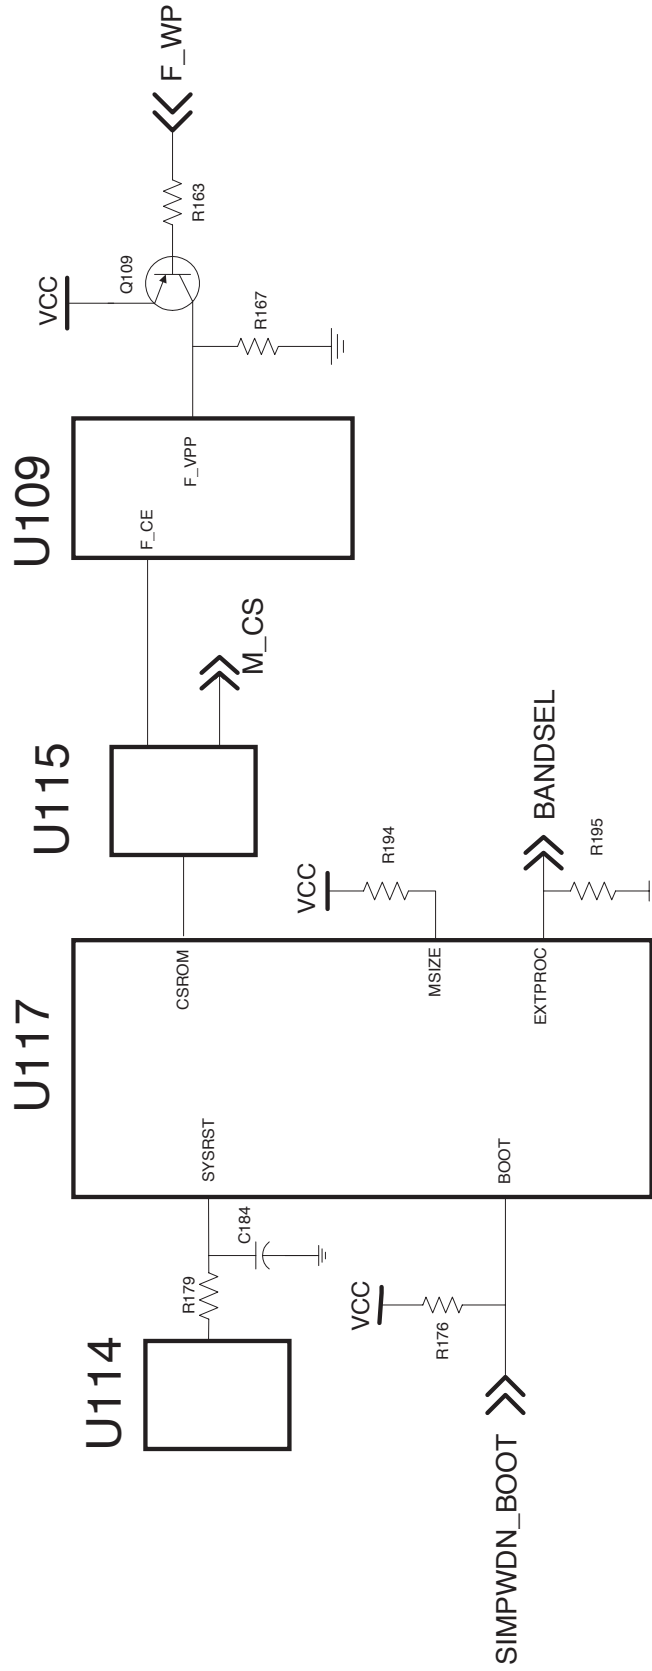 U114
R179
C184
VCC
R176
SIMPWDN_BOOT
U117
SYSRST
BOOT
CSROM
MSIZE
EXTPROC
VCC
R194
BANDSEL
R195
U115
M_CS
U109
F_CE
F_VPP
VCC
Q109
R167
R163
F_WP